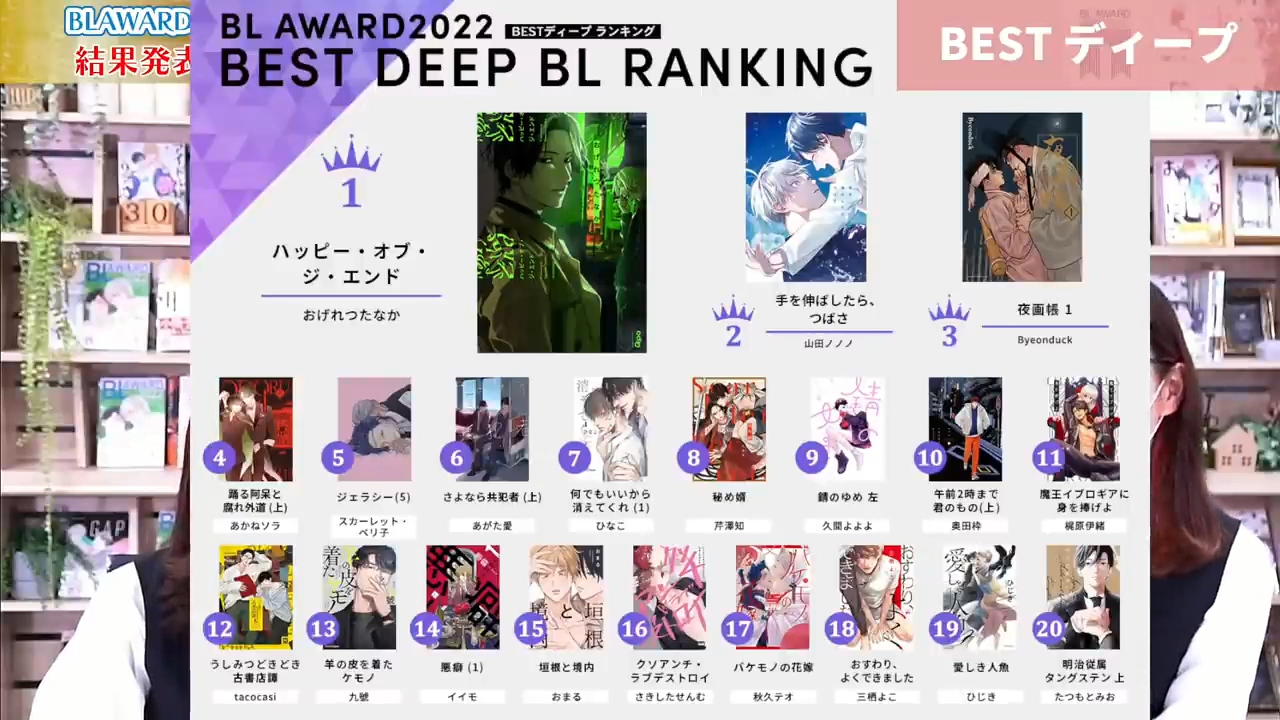 BLAWARD
結果発表
BL AWARD2022 BESTディープ ランキング
BEST DEEP BL RANKING
BEST ディープ
1
ハッピー・オブ・
ジ・エンド
おげれつたなか
2
手を伸ばしたら、
つばさ
山田ノノノ
3
夜画帳 1
Byeonduck
4
踊る阿呆と
腐れ外道(上)
あかねソラ
5
ジェラシー(5)
スカーレット・
ベリ子
6
さよなら共犯者 (上)
あがた愛
7
何でもいいから
消えてくれ (1)
ひなこ
8
秘め婿
芹澤知
9
錆のゆめ 左
久間よよよ
10
午前2時まで
君のもの(上)
奥田枠
11
魔王イブロギアに
身を捧げよ
梶原伊緒
12
うしみつどきどき
古書店譚
tacocasi
13
羊の皮を着た
ケモノ
九號
14
悪癖 (1)
イイモ
15
垣根と境内
おまる
16
クソアンチ・
ラブデストロイ
さきしたせんむ
17
バケモノの花嫁
秋久テオ
18
おすわり、
よくできました
三栖よこ
19
愛しき人魚
ひじき
20
明治従属
タングステン 上
たつもとみお
30
BL
GAP